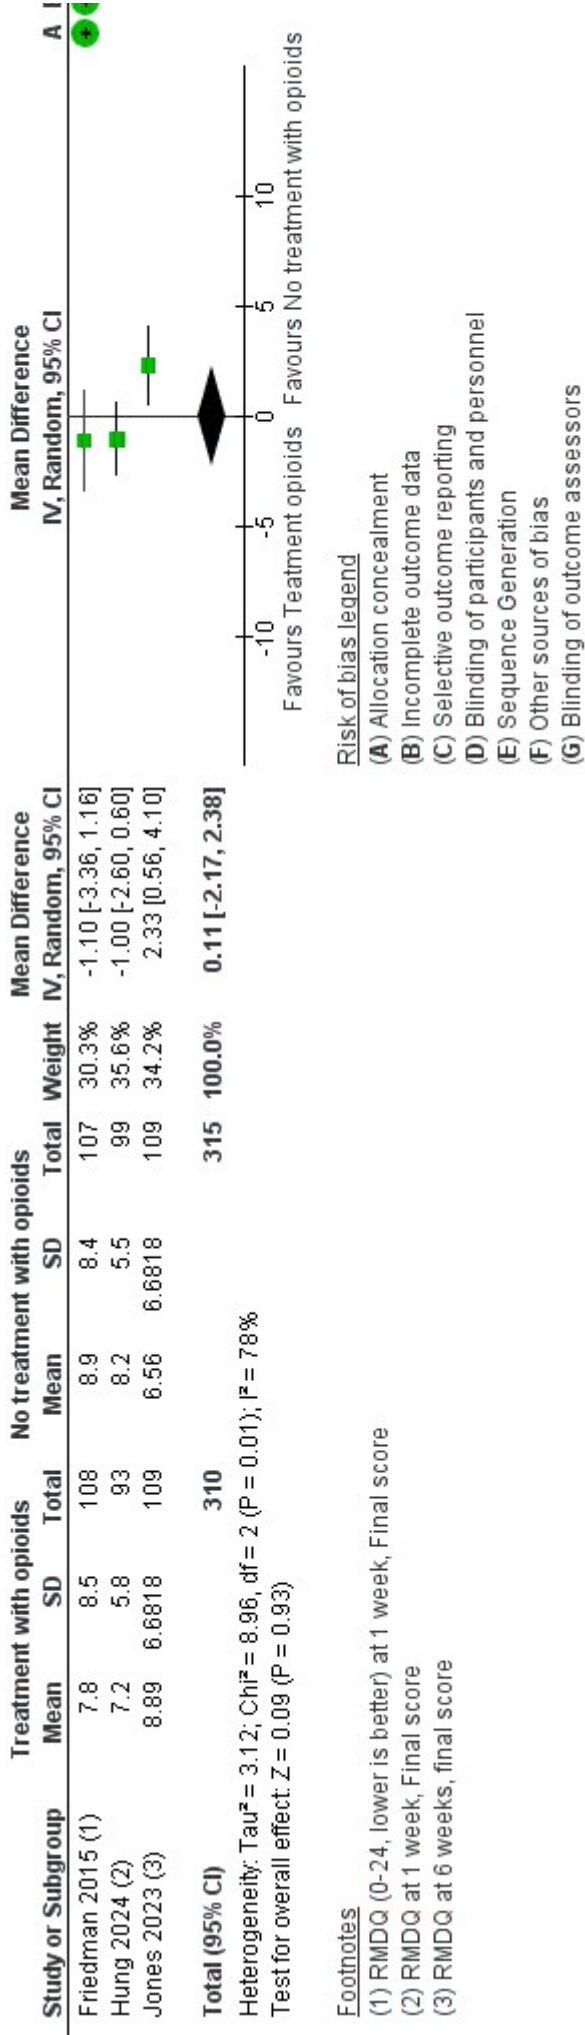 Treatment with opioids No treatment with opioids Mean Difference Mean Difference
Study or Subgroup Mean SD Total Mean SD Total Weight IV, Random, 95% CI IV, Random, 95% CI A
Friedman 2015 (1) 7.8 8.5 108 8.9 8.4 107 30.3% -1.10 [-3.36, 1.16] +
Hung 2024 (2) 7.2 5.8 93 8.2 5.5 99 35.6% -1.00 [-2.60, 0.60]
Jones 2023 (3) 8.89 6.6818 109 6.56 6.6818 109 34.2% 2.33 [0.56, 4.10]
Total (95% CI) 310 315 100.0% 0.11 [-2.17, 2.38]
Heterogeneity: Tau² = 3.12; Chi² = 8.96, df = 2 (P = 0.01); I² = 78%
Test for overall effect: Z = 0.09 (P = 0.93)
-10 -5 0 5 10
Favours Teatment opioids Favours No treatment with opioids
Footnotes
(1) RMDQ (0-24, lower is better) at 1 week, Final score
(2) RMDQ at 1 week, Final score
(3) RMDQ at 6 weeks, final score
Risk of bias legend
(A) Allocation concealment
(B) Incomplete outcome data
(C) Selective outcome reporting
(D) Blinding of participants and personnel
(E) Sequence Generation
(F) Other sources of bias
(G) Blinding of outcome assessors